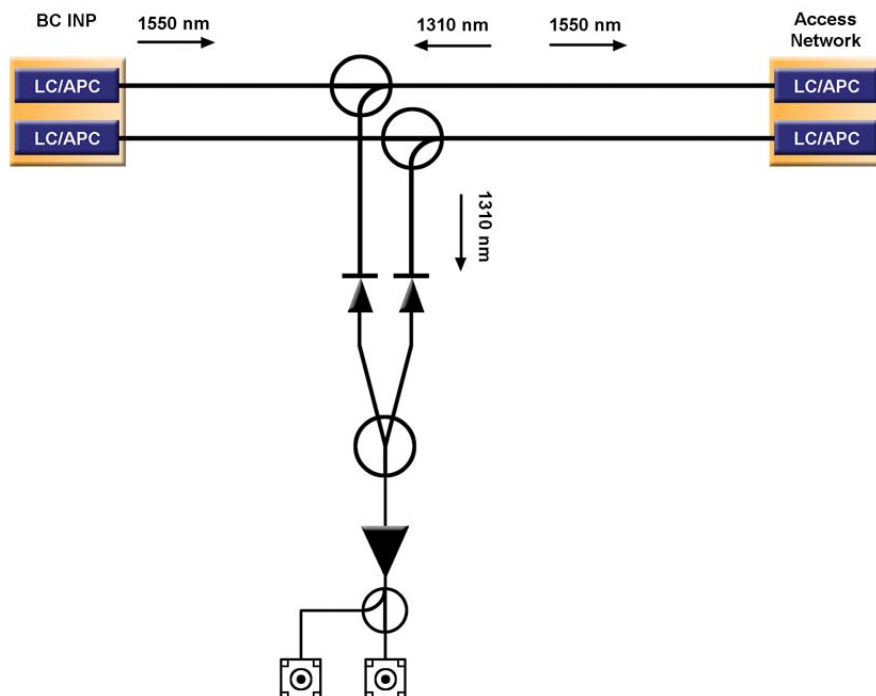 BC INP
1550 nm
1310 nm
1550 nm
Access
Network
LC/APC
LC/APC
LC/APC
LC/APC
1310 nm